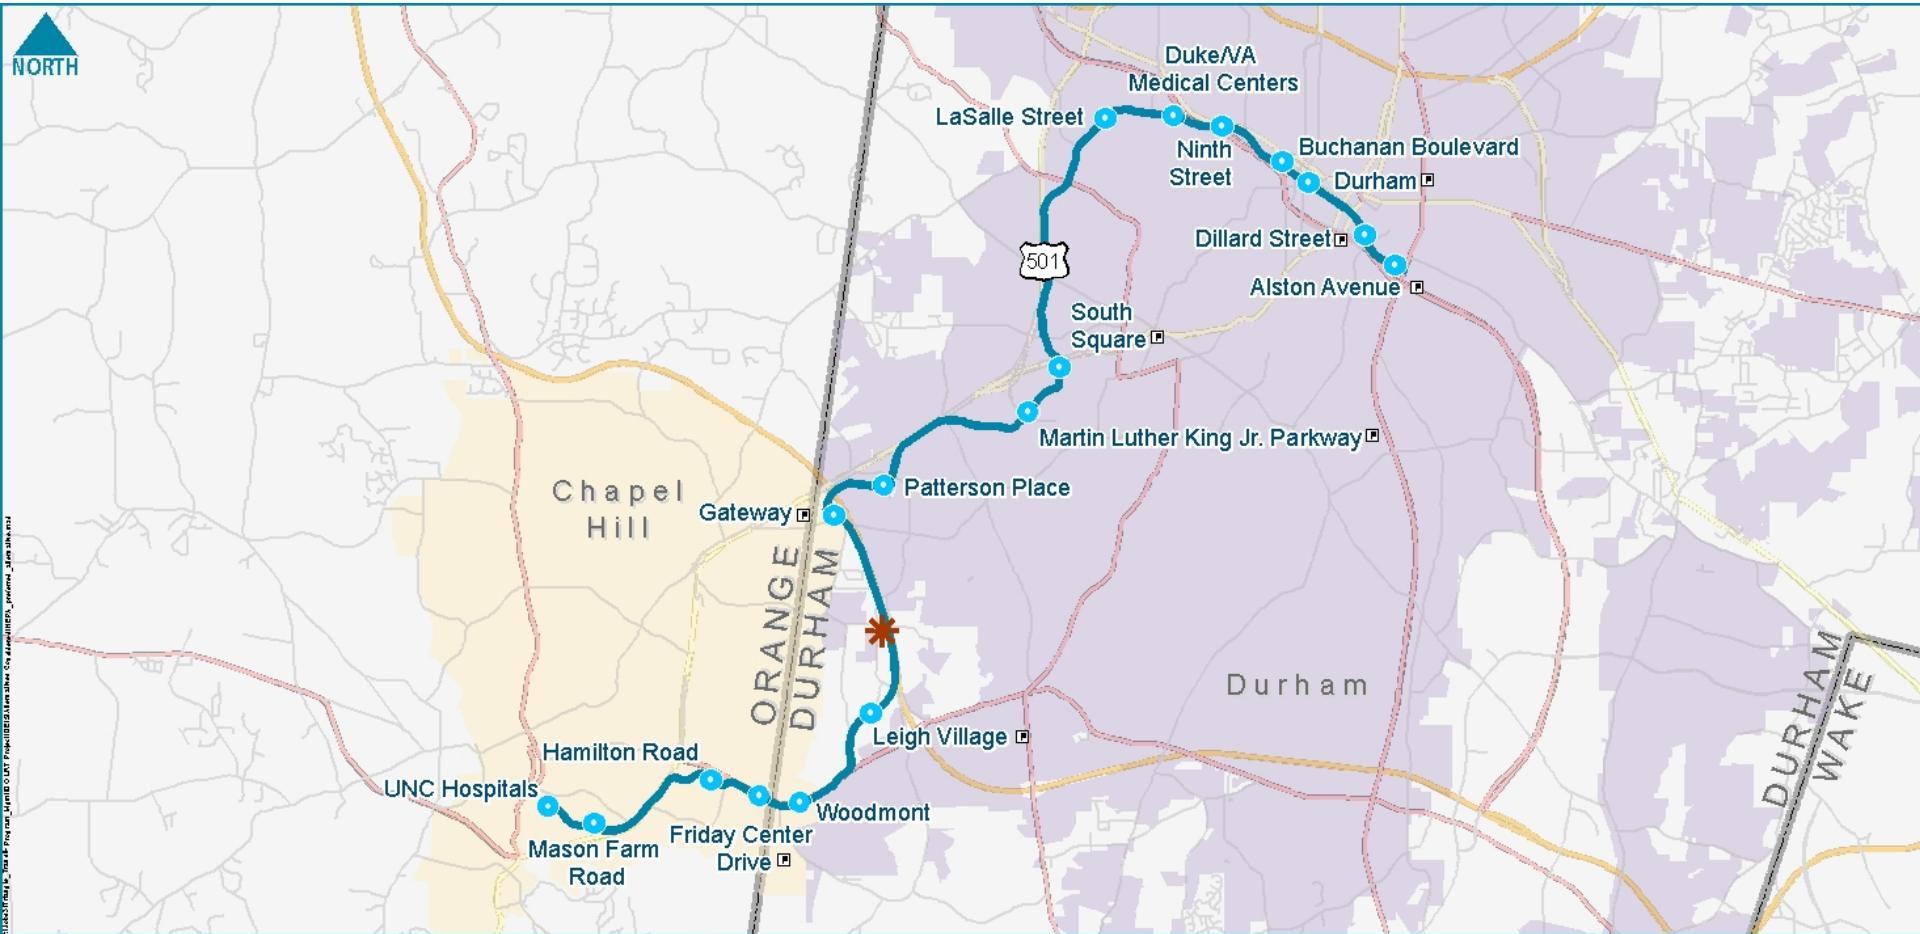 NORTH
Duke/VA
Medical Centers
LaSalle Street
Ninth
Street
Buchanan Boulevard
Durham
Dillard Street
501
Alston Avenue
South
Square
Martin Luther King Jr. Parkway
Chapel
Hill
Patterson Place
Gateway
ORANGE
DURHAM
Durham
DURHAM
WAKE
Leigh Village
Hamilton Road
UNC Hospitals
Woodmont
Mason Farm
Road
Friday Center
Drive